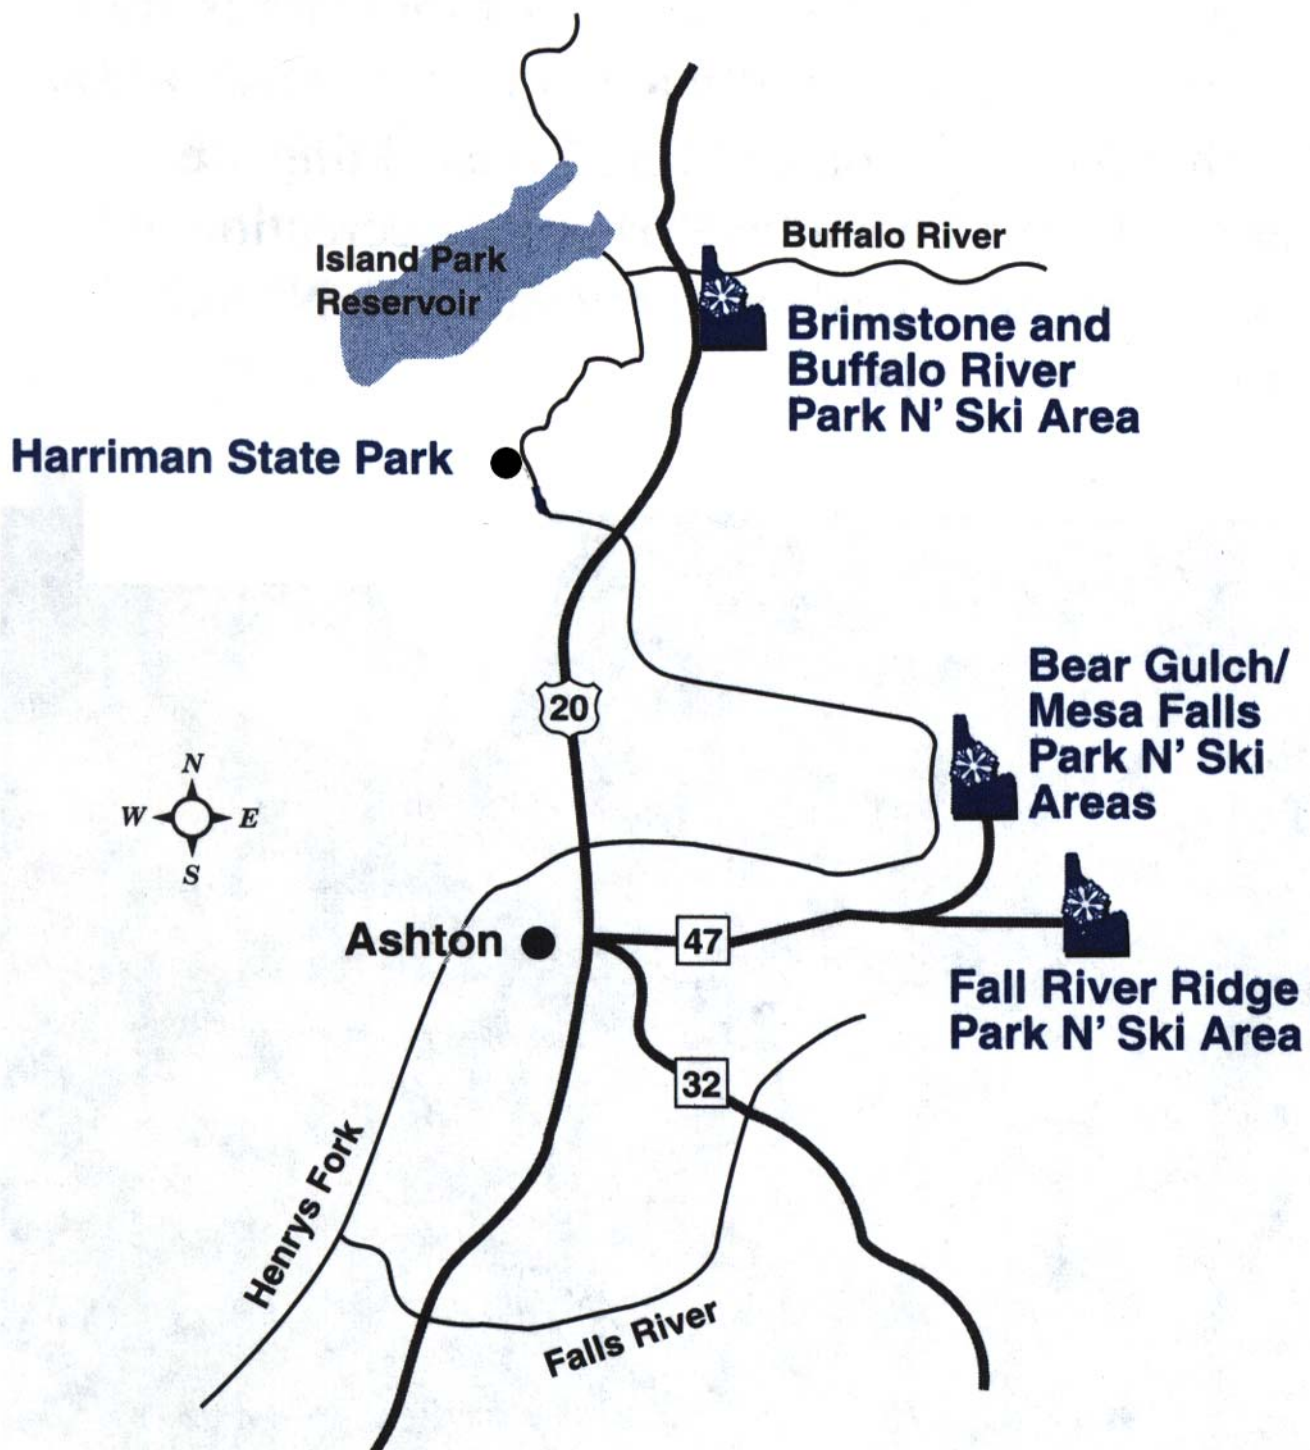 Buffalo River
Island Park
Reservoir
Brimstone and
Buffalo River
Park N’ Ski Area
Harriman State Park
Bear Gulch/
Mesa Falls
Park N’ Ski
Areas
20
N
W E
S
Ashton
47
Fall River Ridge
Park N’ Ski Area
32
Henrys Fork
Falls River